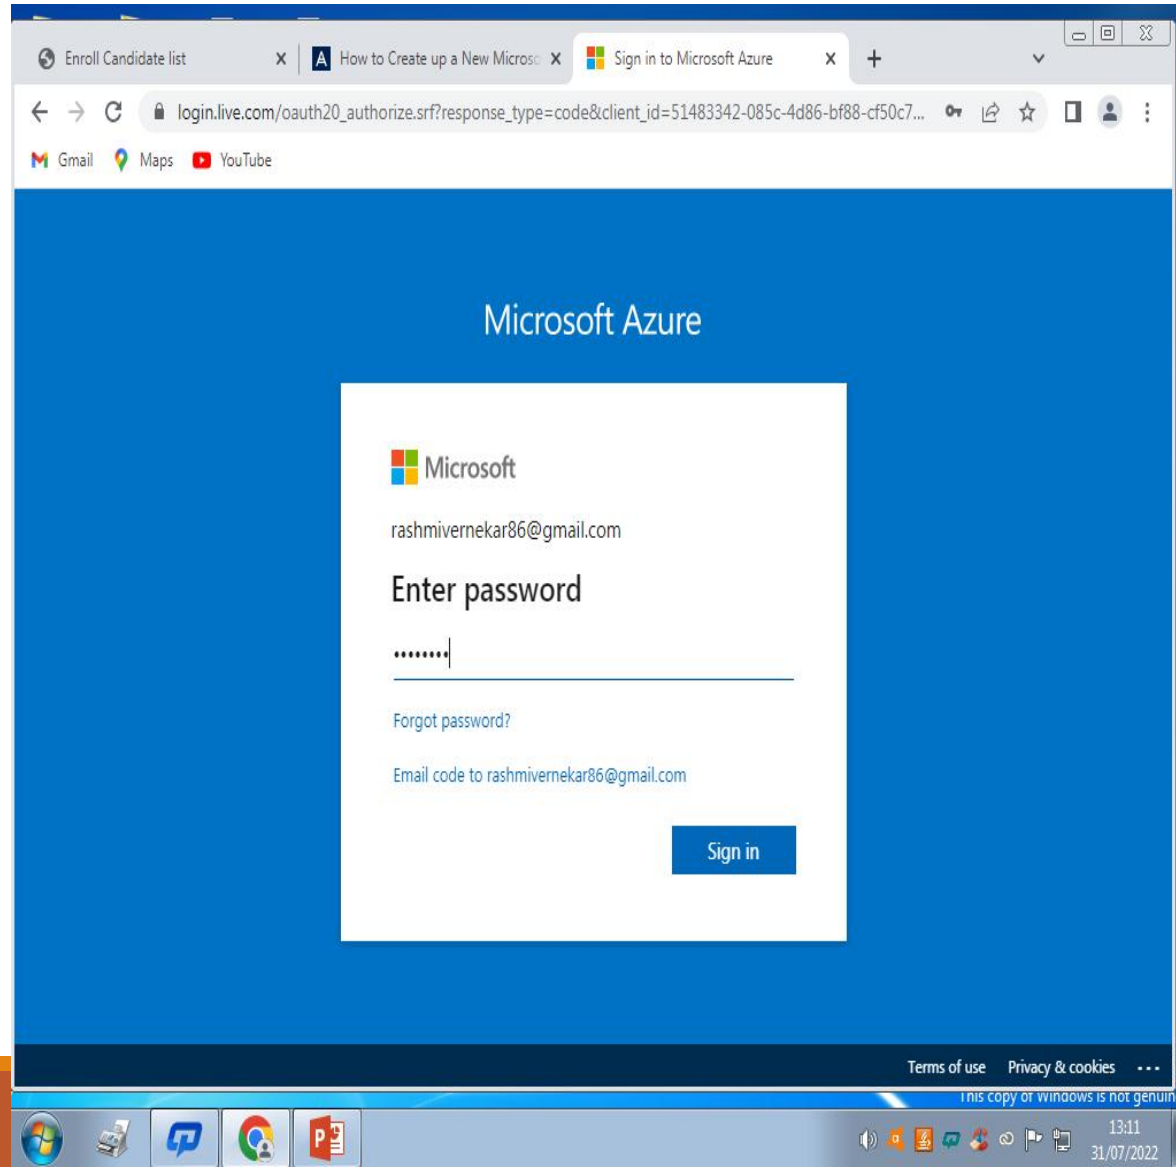 Enroll Candidate list
How to Create up a New Microso
Sign in to Microsoft Azure
login.live.com/oauth20_authorize.srf?response_type=code&client_id=51483342-085c-4d86-bf88-cf50c7...
Gmail Maps YouTube
Microsoft Azure
Microsoft
rashmivernekar86@gmail.com
Enter password
••••••••
Forgot password?
Email code to rashmivernekar86@gmail.com
Sign in
Terms of use Privacy & cookies ...
This copy of Windows is not genuin
13:11
31/07/2022